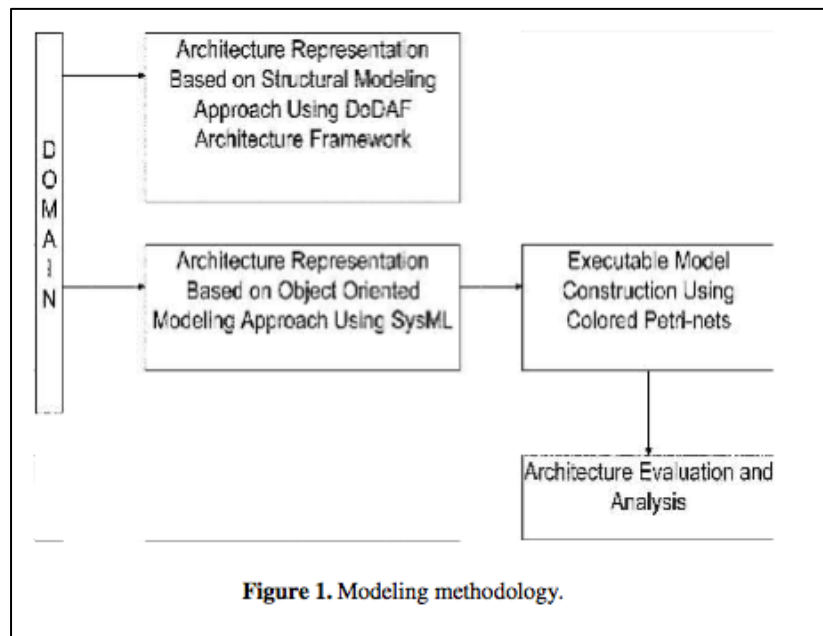 D
O
M
A
I
N
Architecture Representation
Based on Structural Modeling
Approach Using DoDAF
Architecture Framework
Architecture Representation
Based on Object Oriented
Modeling Approach Using SysML
Executable Model
Construction Using
Colored Petri-nets
Architecture Evaluation and
Analysis
Figure 1. Modeling methodology.